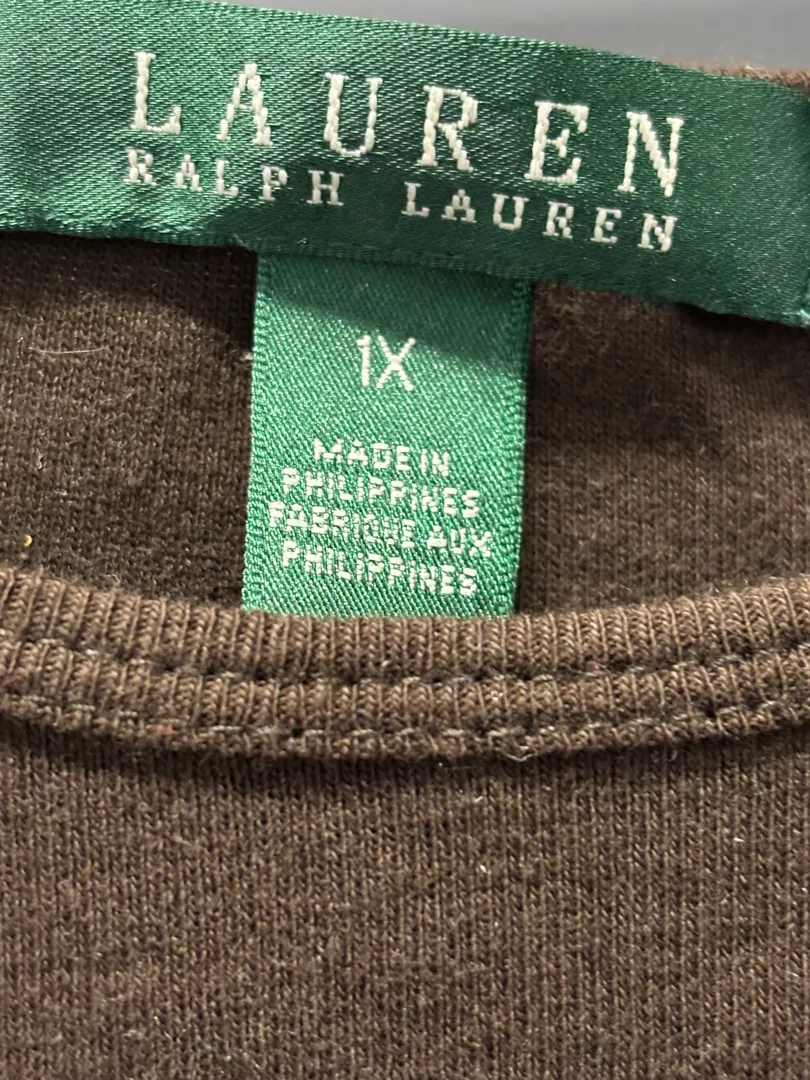 LAUREN
RALPH LAUREN
1X
MADE IN
PHILIPPINES
FABRIQUE AUX
PHILIPPINES